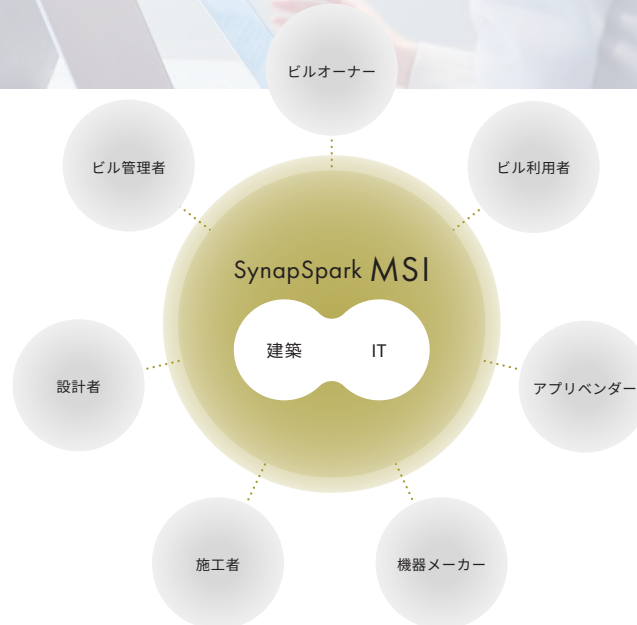 ビルオーナー
ビル管理者
ビル利用者
SynapSpark MSI
建築
IT
設計者
アプリベンダー
施工者
機器メーカー